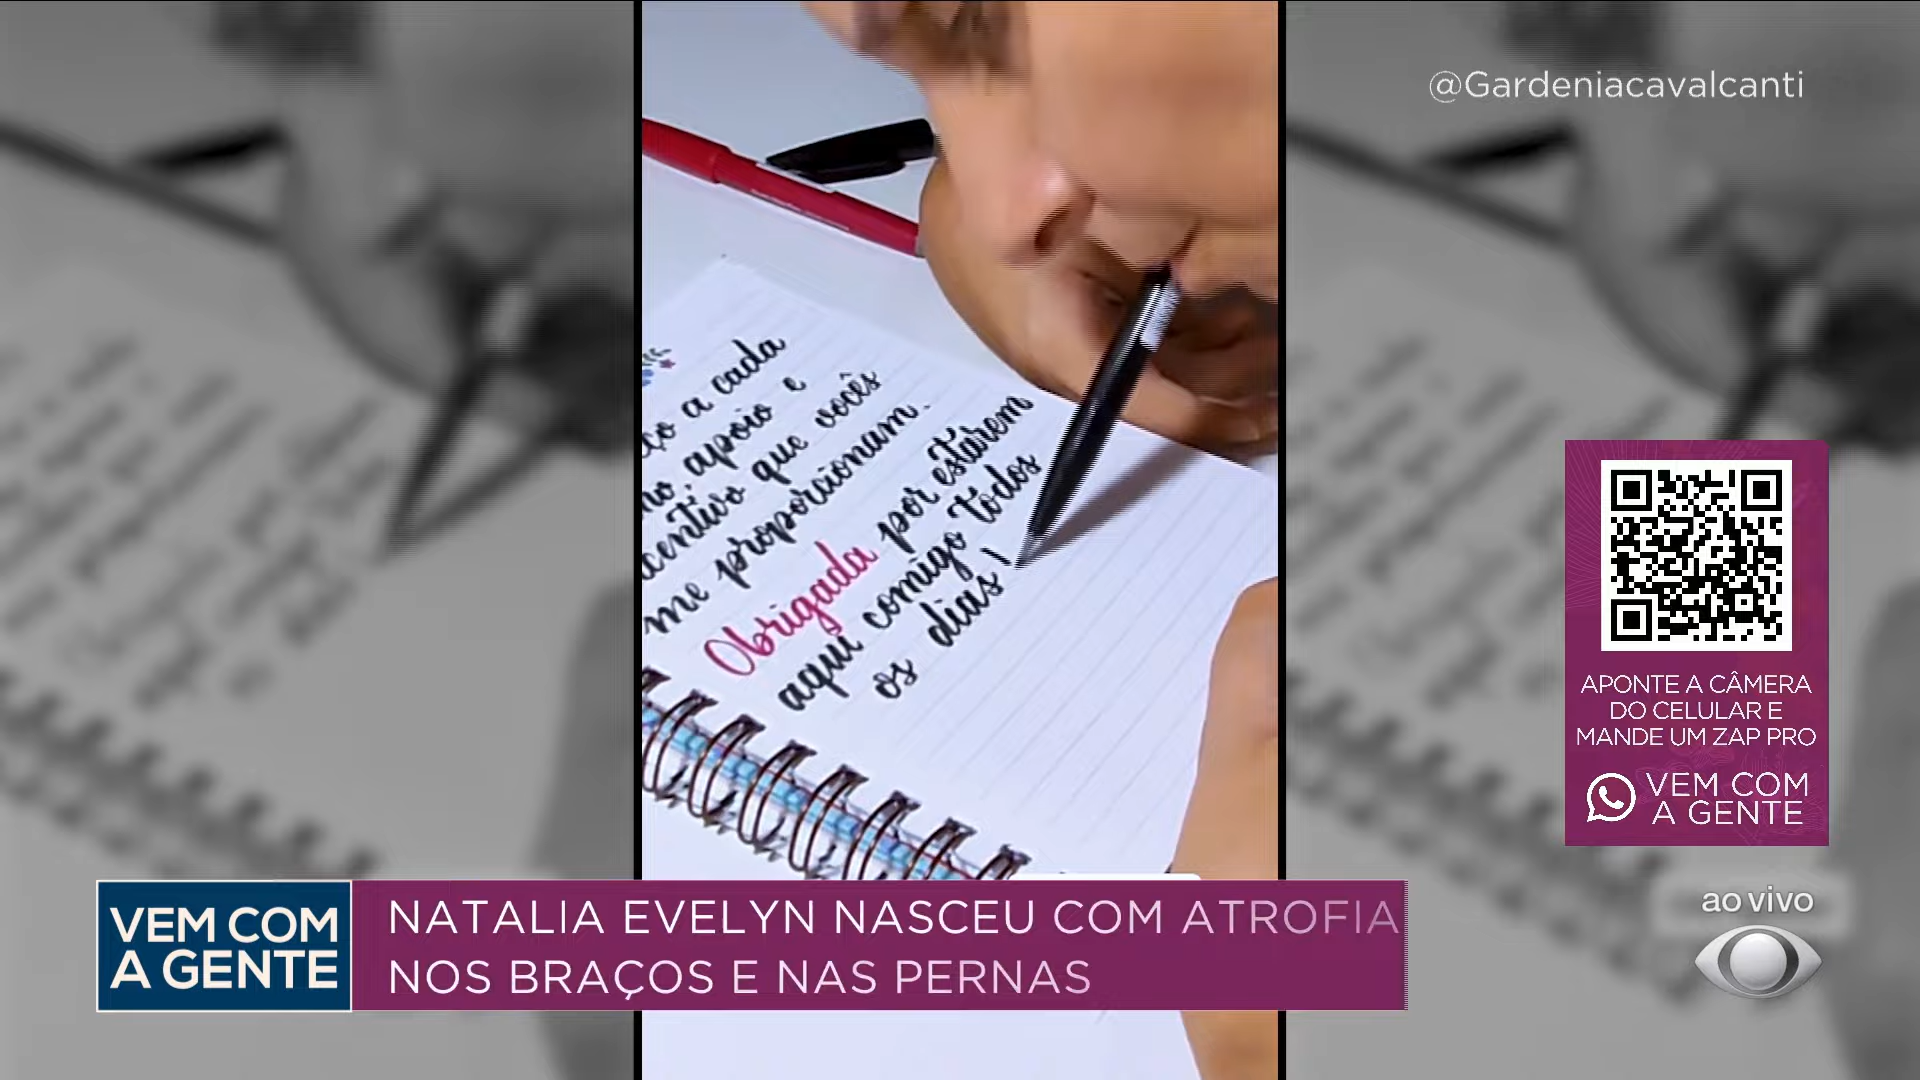 @Gardeniacavalcanti
a cada
apoio e
que vocês
me proporcionam.
Obrigada por estarem
aqui comigo todos
os dias!
APONTE A CÂMERA
DO CELULAR E
MANDE UM ZAP PRO
VEM COM
A GENTE
VEM COM
A GENTE
NATALIA EVELYN NASCEU COM ATROFIA
NOS BRAÇOS E NAS PERNAS
ao vivo